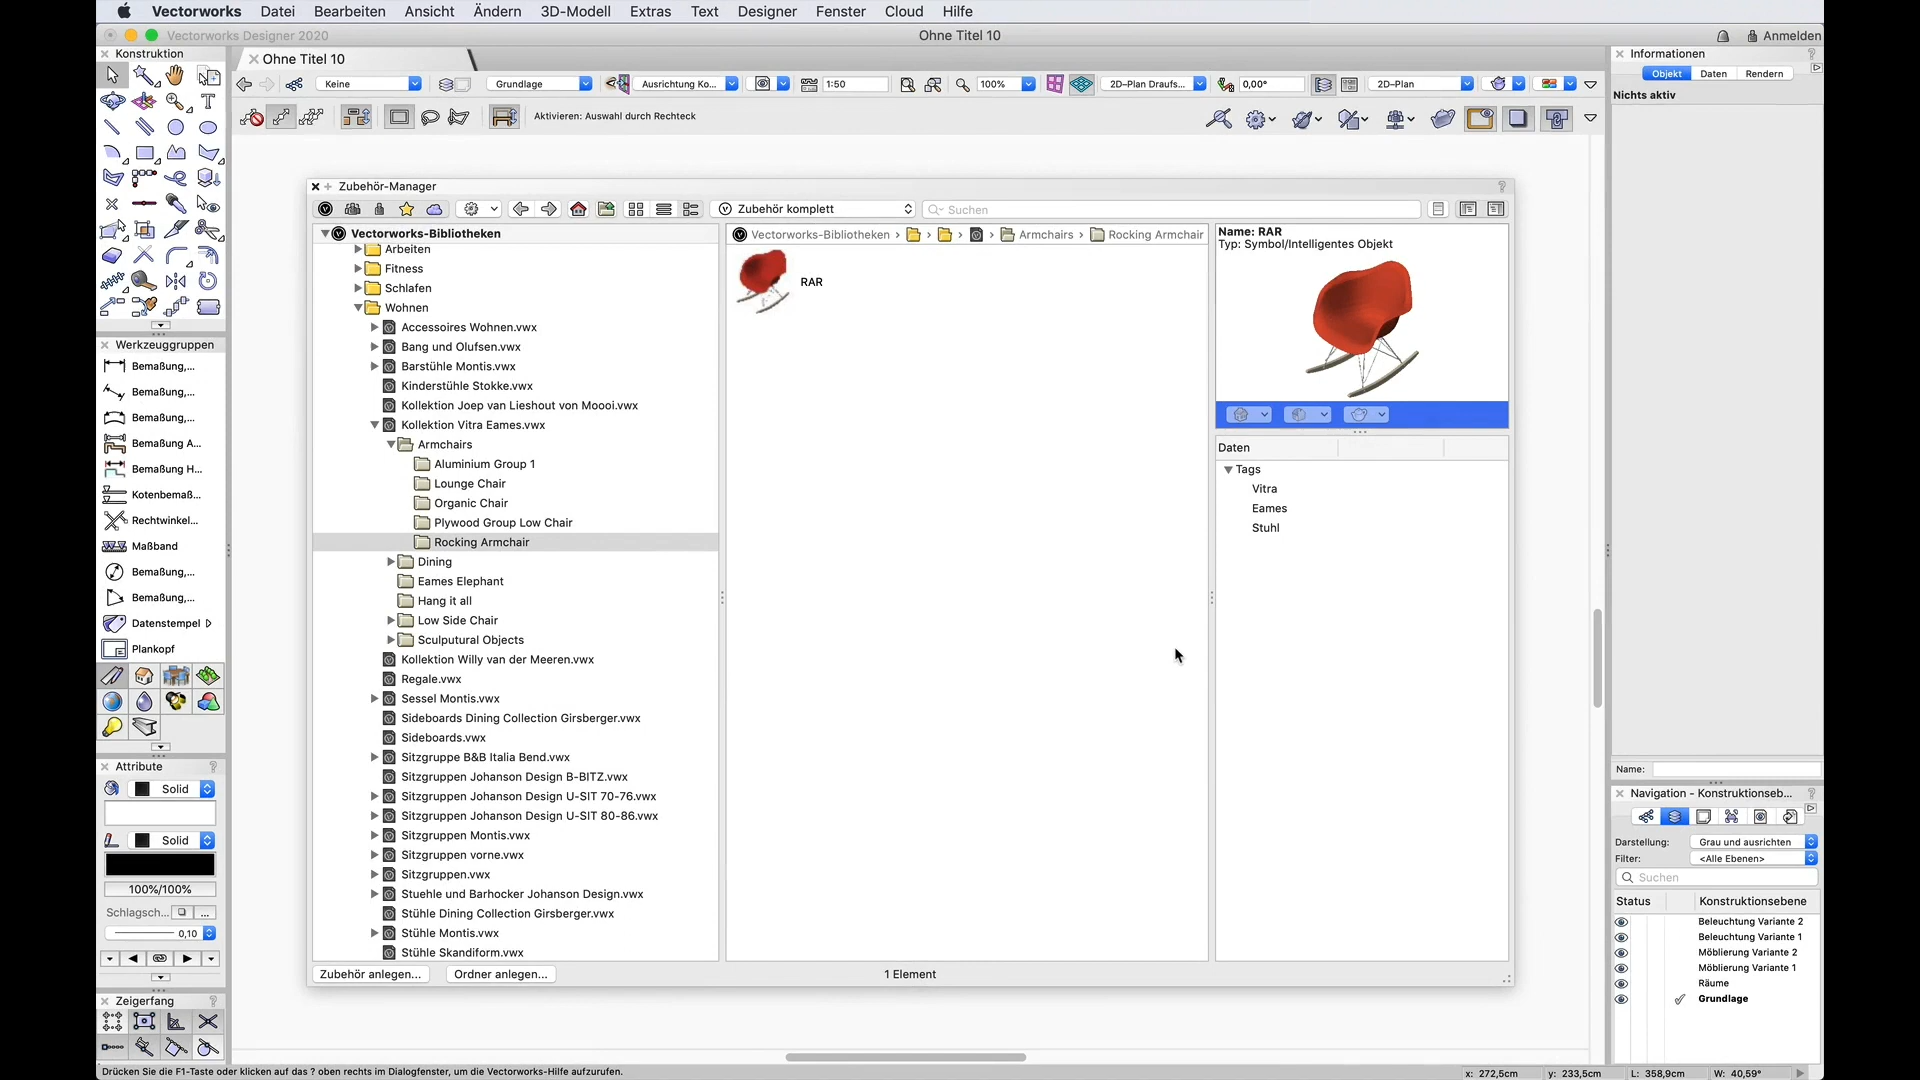 Vectorworks Datei Bearbeiten Ansicht Ändern 3D-Modell Extras Text Designer Fenster Cloud Hilfe
Vectorworks Designer 2020
Ohne Titel 10
Anmelden
Konstruktion
Ohne Titel 10
Keine
Grundlage
Ausrichtung Ko...
1:50
100%
2D-Plan Draufs...
0,00°
2D-Plan
Aktivieren: Auswahl durch Rechteck
Werkzeuggruppen
Bemaßung,...
Bemaßung,...
Bemaßung,...
Bemaßung A...
Bemaßung H...
Kotenbemaß...
Rechtwinkel...
Maßband
Bemaßung,...
Bemaßung,...
Datenstempel
Plankopf
Attribute
Solid
Solid
100%/100%
Schlagsch...
...
0,10
Zeigerfang
Zubehör-Manager
Zubehör komplett
Suchen
Vectorworks-Bibliotheken
Arbeiten
Fitness
Schlafen
Wohnen
Accessoires Wohnen.vwx
Bang und Olufsen.vwx
Barstühle Montis.vwx
Kinderstühle Stokke.vwx
Kollektion Joep van Lieshout von Moooi.vwx
Kollektion Vitra Eames.vwx
Armchairs
Aluminium Group 1
Lounge Chair
Organic Chair
Plywood Group Low Chair
Rocking Armchair
Dining
Eames Elephant
Hang it all
Low Side Chair
Sculputural Objects
Kollektion Willy van der Meeren.vwx
Regale.vwx
Sessel Montis.vwx
Sideboards Dining Collection Girsberger.vwx
Sideboards.vwx
Sitzgruppe B&B Italia Bend.vwx
Sitzgruppen Johanson Design B-BITZ.vwx
Sitzgruppen Johanson Design U-SIT 70-76.vwx
Sitzgruppen Johanson Design U-SIT 80-86.vwx
Sitzgruppen Montis.vwx
Sitzgruppen vorne.vwx
Sitzgruppen.vwx
Stuehle und Barhocker Johanson Design.vwx
Stühle Dining Collection Girsberger.vwx
Stühle Montis.vwx
Stühle Skandiform.vwx
Zubehör anlegen...
Ordner anlegen...
Vectorworks-Bibliotheken › › › › Armchairs › Rocking Armchair
RAR
1 Element
Name: RAR
Typ: Symbol/Intelligentes Objekt
Daten
Tags
Vitra
Eames
Stuhl
Informationen
Objekt Daten Rendern
Nichts aktiv
Name:
Navigation - Konstruktionseb...
Darstellung: Grau und ausrichten
Filter: <Alle Ebenen>
Suchen
Status Konstruktionsebene
Beleuchtung Variante 2
Beleuchtung Variante 1
Möblierung Variante 2
Möblierung Variante 1
Räume
Grundlage
Drücken Sie die F1-Taste oder klicken auf das ? oben rechts im Dialogfenster, um die Vectorworks-Hilfe aufzurufen.
x: 272,5cm y: 233,5cm L: 358,9cm W: 40,59°